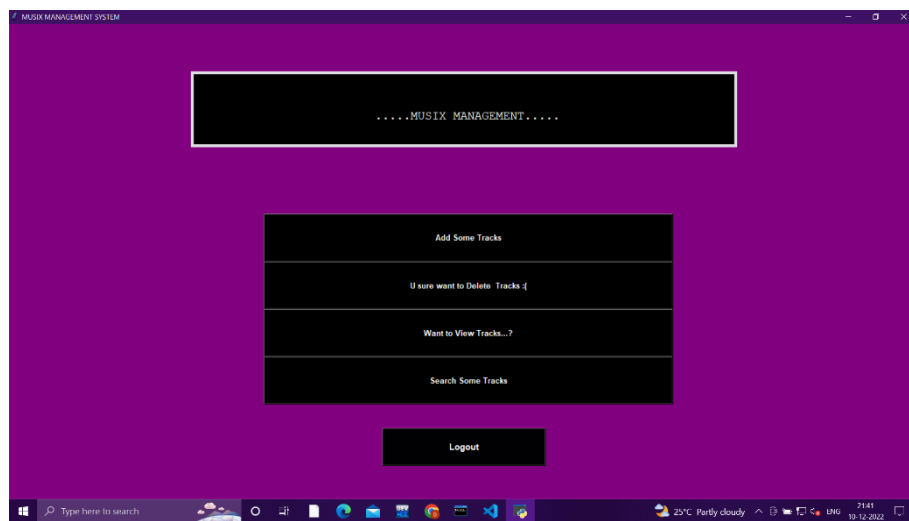 MUSIX MANAGEMENT SYSTEM
.....MUSIX MANAGEMENT.....
Add Some Tracks
U sure want to Delete Tracks :(
Want to View Tracks...?
Search Some Tracks
Logout
Type here to search
25°C Partly cloudy
ENG
21:41
10-12-2022